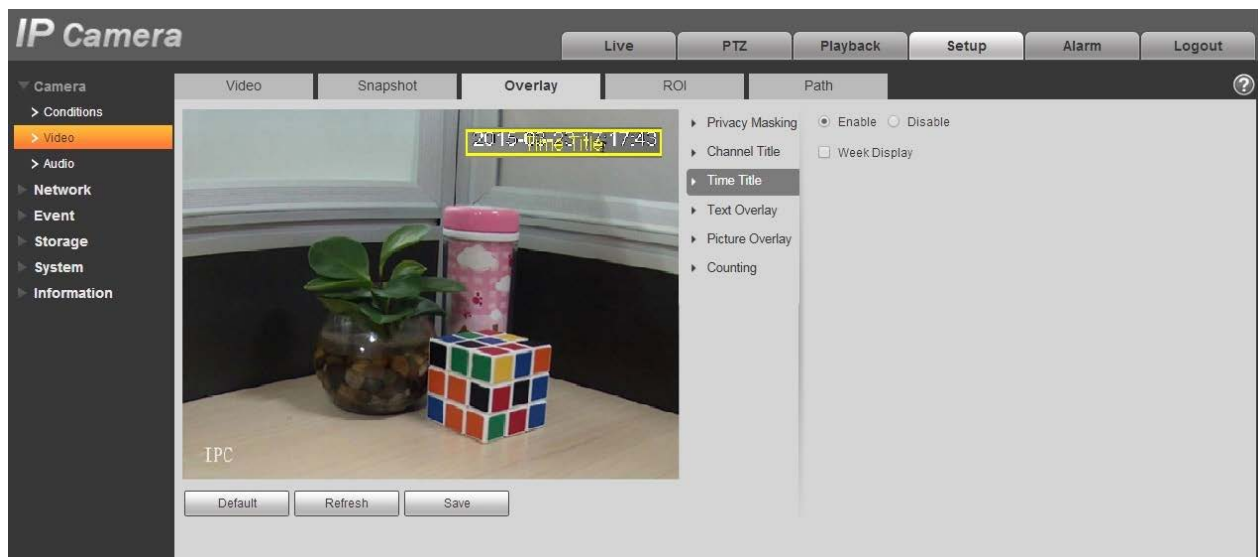 IP Camera
Live PTZ Playback Setup Alarm Logout
Camera
> Conditions
> Video
> Audio
Network
Event
Storage
System
Information
Video Snapshot Overlay ROI Path
Time Title
IPC
Default Refresh Save
Privacy Masking
Channel Title
Time Title
Text Overlay
Picture Overlay
Counting
Enable Disable
Week Display